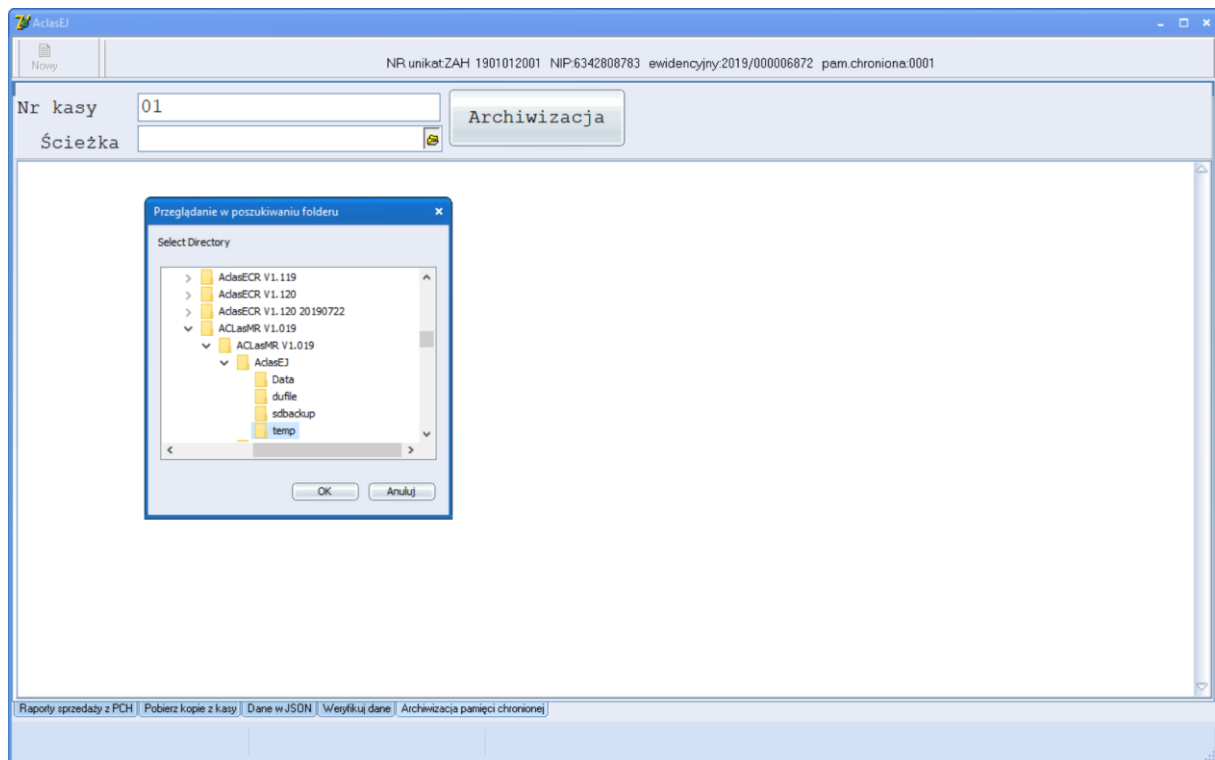 AclasEJ
Nowy
NR unikat:ZAH 1901012001 NIP:6342808783 ewidencyjny:2019/000006872 pam.chroniona:0001
Nr kasy 01
Archiwizacja
Ścieżka
Przeglądanie w poszukiwaniu folderu
Select Directory
AclasECR V1.119
AclasECR V1.120
AclasECR V1.120 20190722
ACLasMR V1.019
ACLasMR V1.019
AclasEJ
Data
dufile
sdbackup
temp
OK Anuluj
Raporty sprzedaży z PCH Pobierz kopie z kasy Dane w JSON Weryfikuj dane Archiwizacja pamięci chronionej